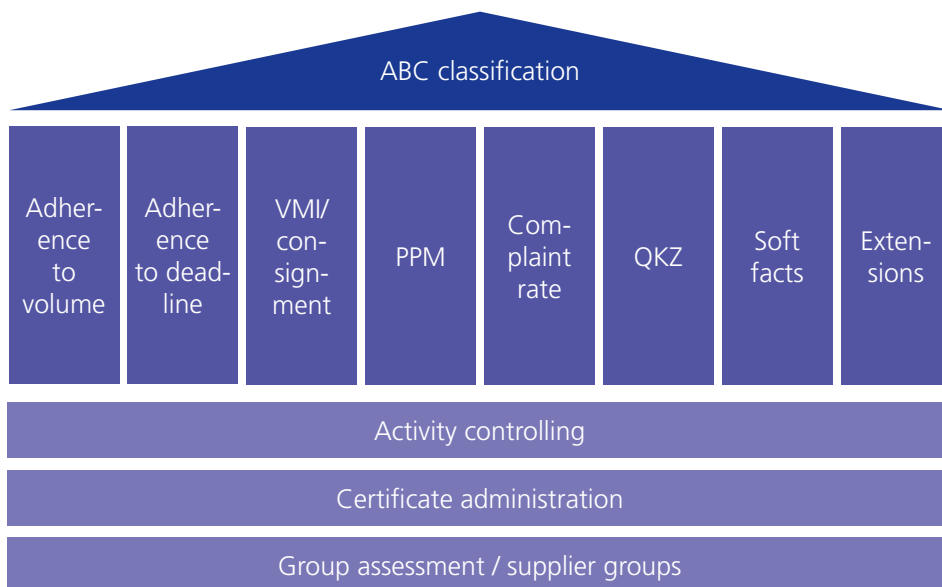 ABC classification
Adher-
ence
to
volume
Adher-
ence
to dead-
line
VMI/
con-
sign-
ment
PPM
Com-
plaint
rate
QKZ
Soft
facts
Exten-
sions
Activity controlling
Certificate administration
Group assessment / supplier groups